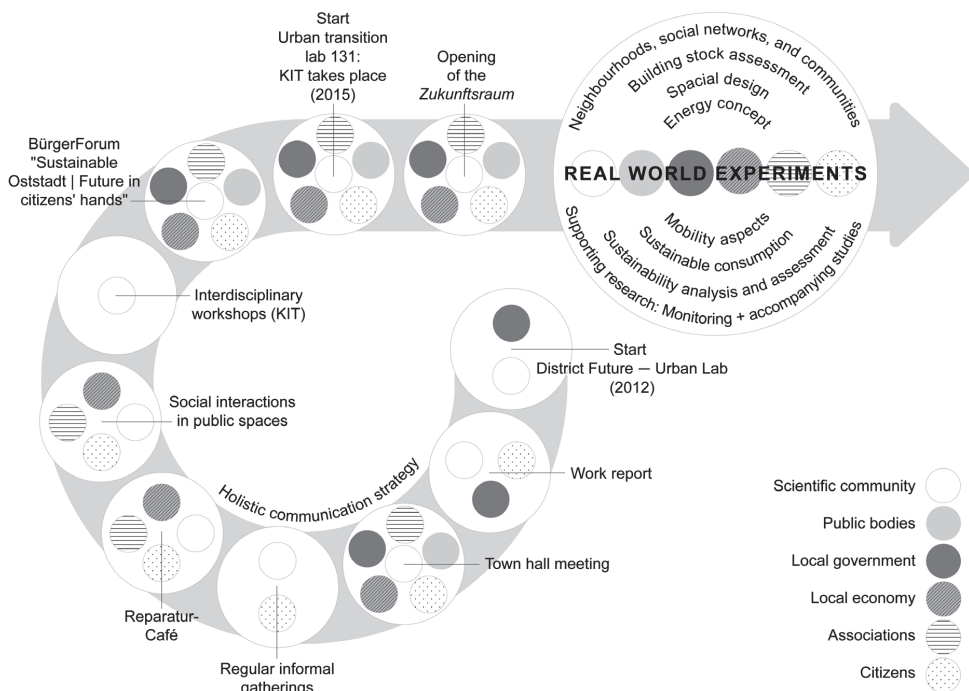 Start
Urban transition
lab 131:
KIT takes place
(2015)
Opening
of the
Zukunftsraum
BürgerForum
"Sustainable
Oststadt | Future in
citizens' hands"
Neighbourhoods, social networks, and communities
Building stock assessment
Spacial design
Energy concept
REAL WORLD EXPERIMENTS
Mobility aspects
Sustainable consumption
Sustainability analysis and assessment
Supporting research: Monitoring + accompanying studies
Interdisciplinary
workshops (KIT)
Start
District Future — Urban Lab
(2012)
Social interactions
in public spaces
Holistic communication strategy
Work report
Town hall meeting
Reparatur-
Café
Regular informal
gatherings
Scientific community
Public bodies
Local government
Local economy
Associations
Citizens